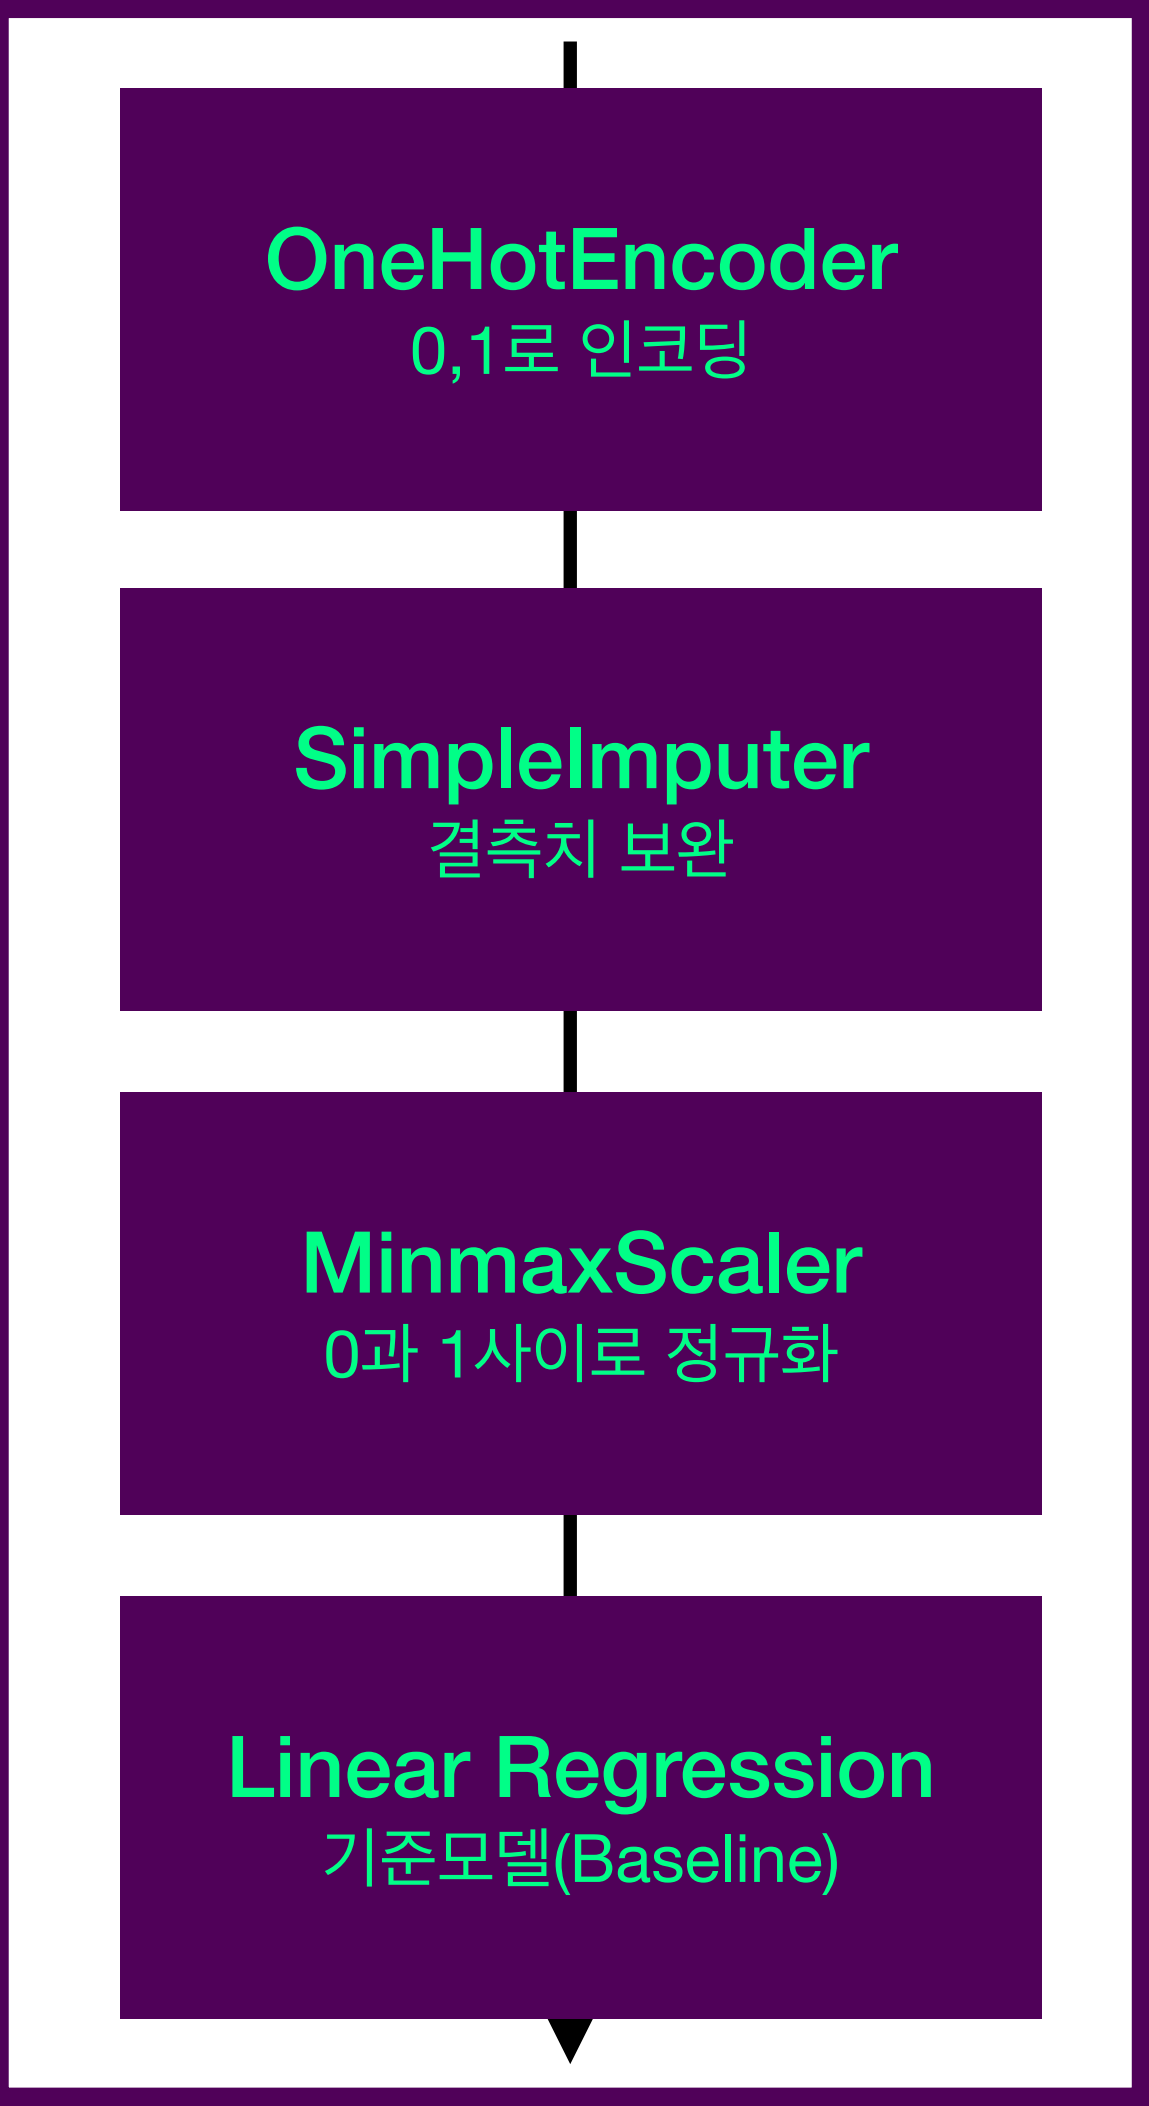 OneHotEncoder
0,1로 인코딩
SimpleImputer
결측치 보완
MinmaxScaler
0과 1사이로 정규화
Linear Regression
기준모델(Baseline)